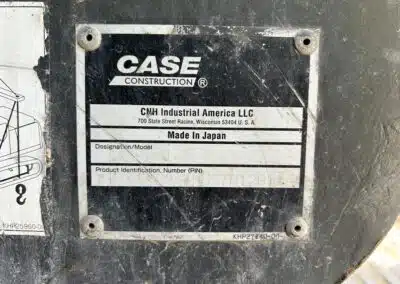 CASE
CONSTRUCTION ®
CNH Industrial America LLC
700 State Street Racine, Wisconsin 53404 U. S. A.
Made In Japan
Designation/Model
Product Identification, Number (PIN)